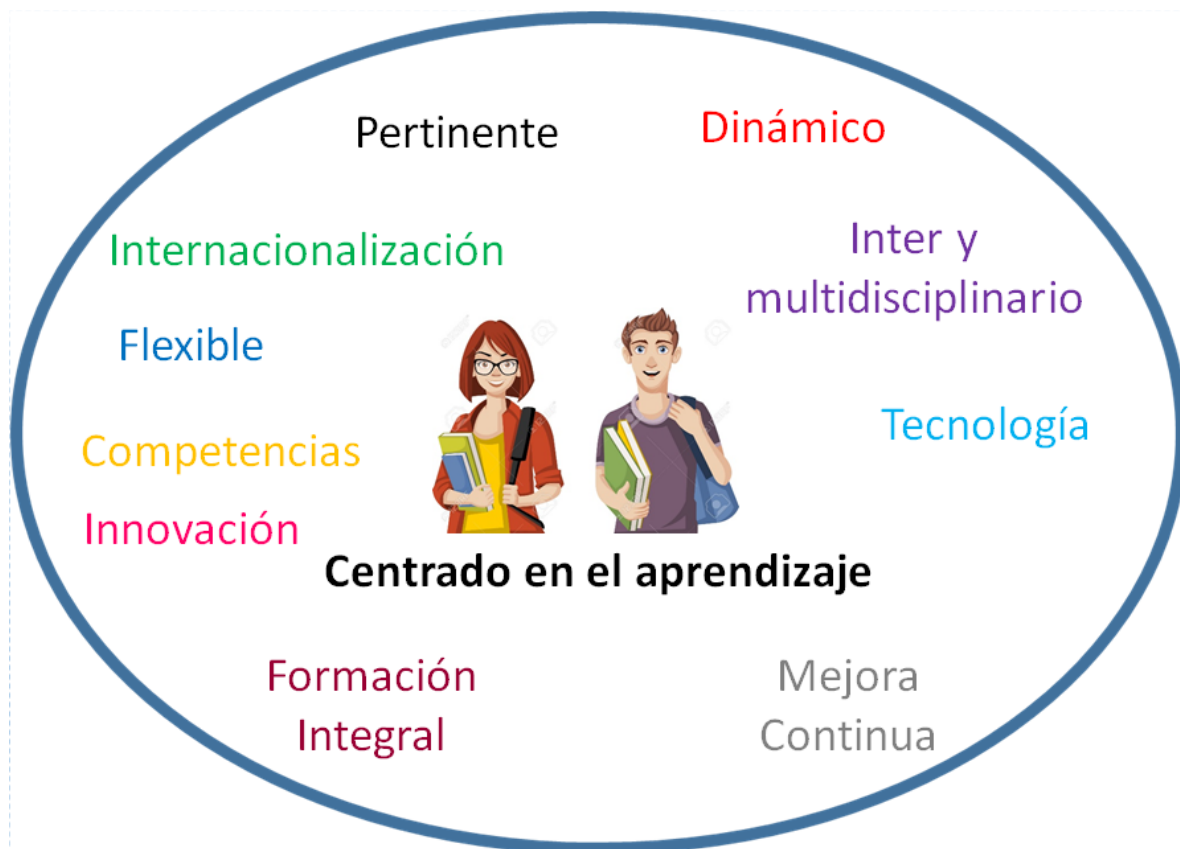 Pertinente
Dinámico
Internacionalización
Inter y
multidisciplinario
Flexible
Tecnología
Competencias
Innovación
Centrado en el aprendizaje
Formación
Integral
Mejora
Continua